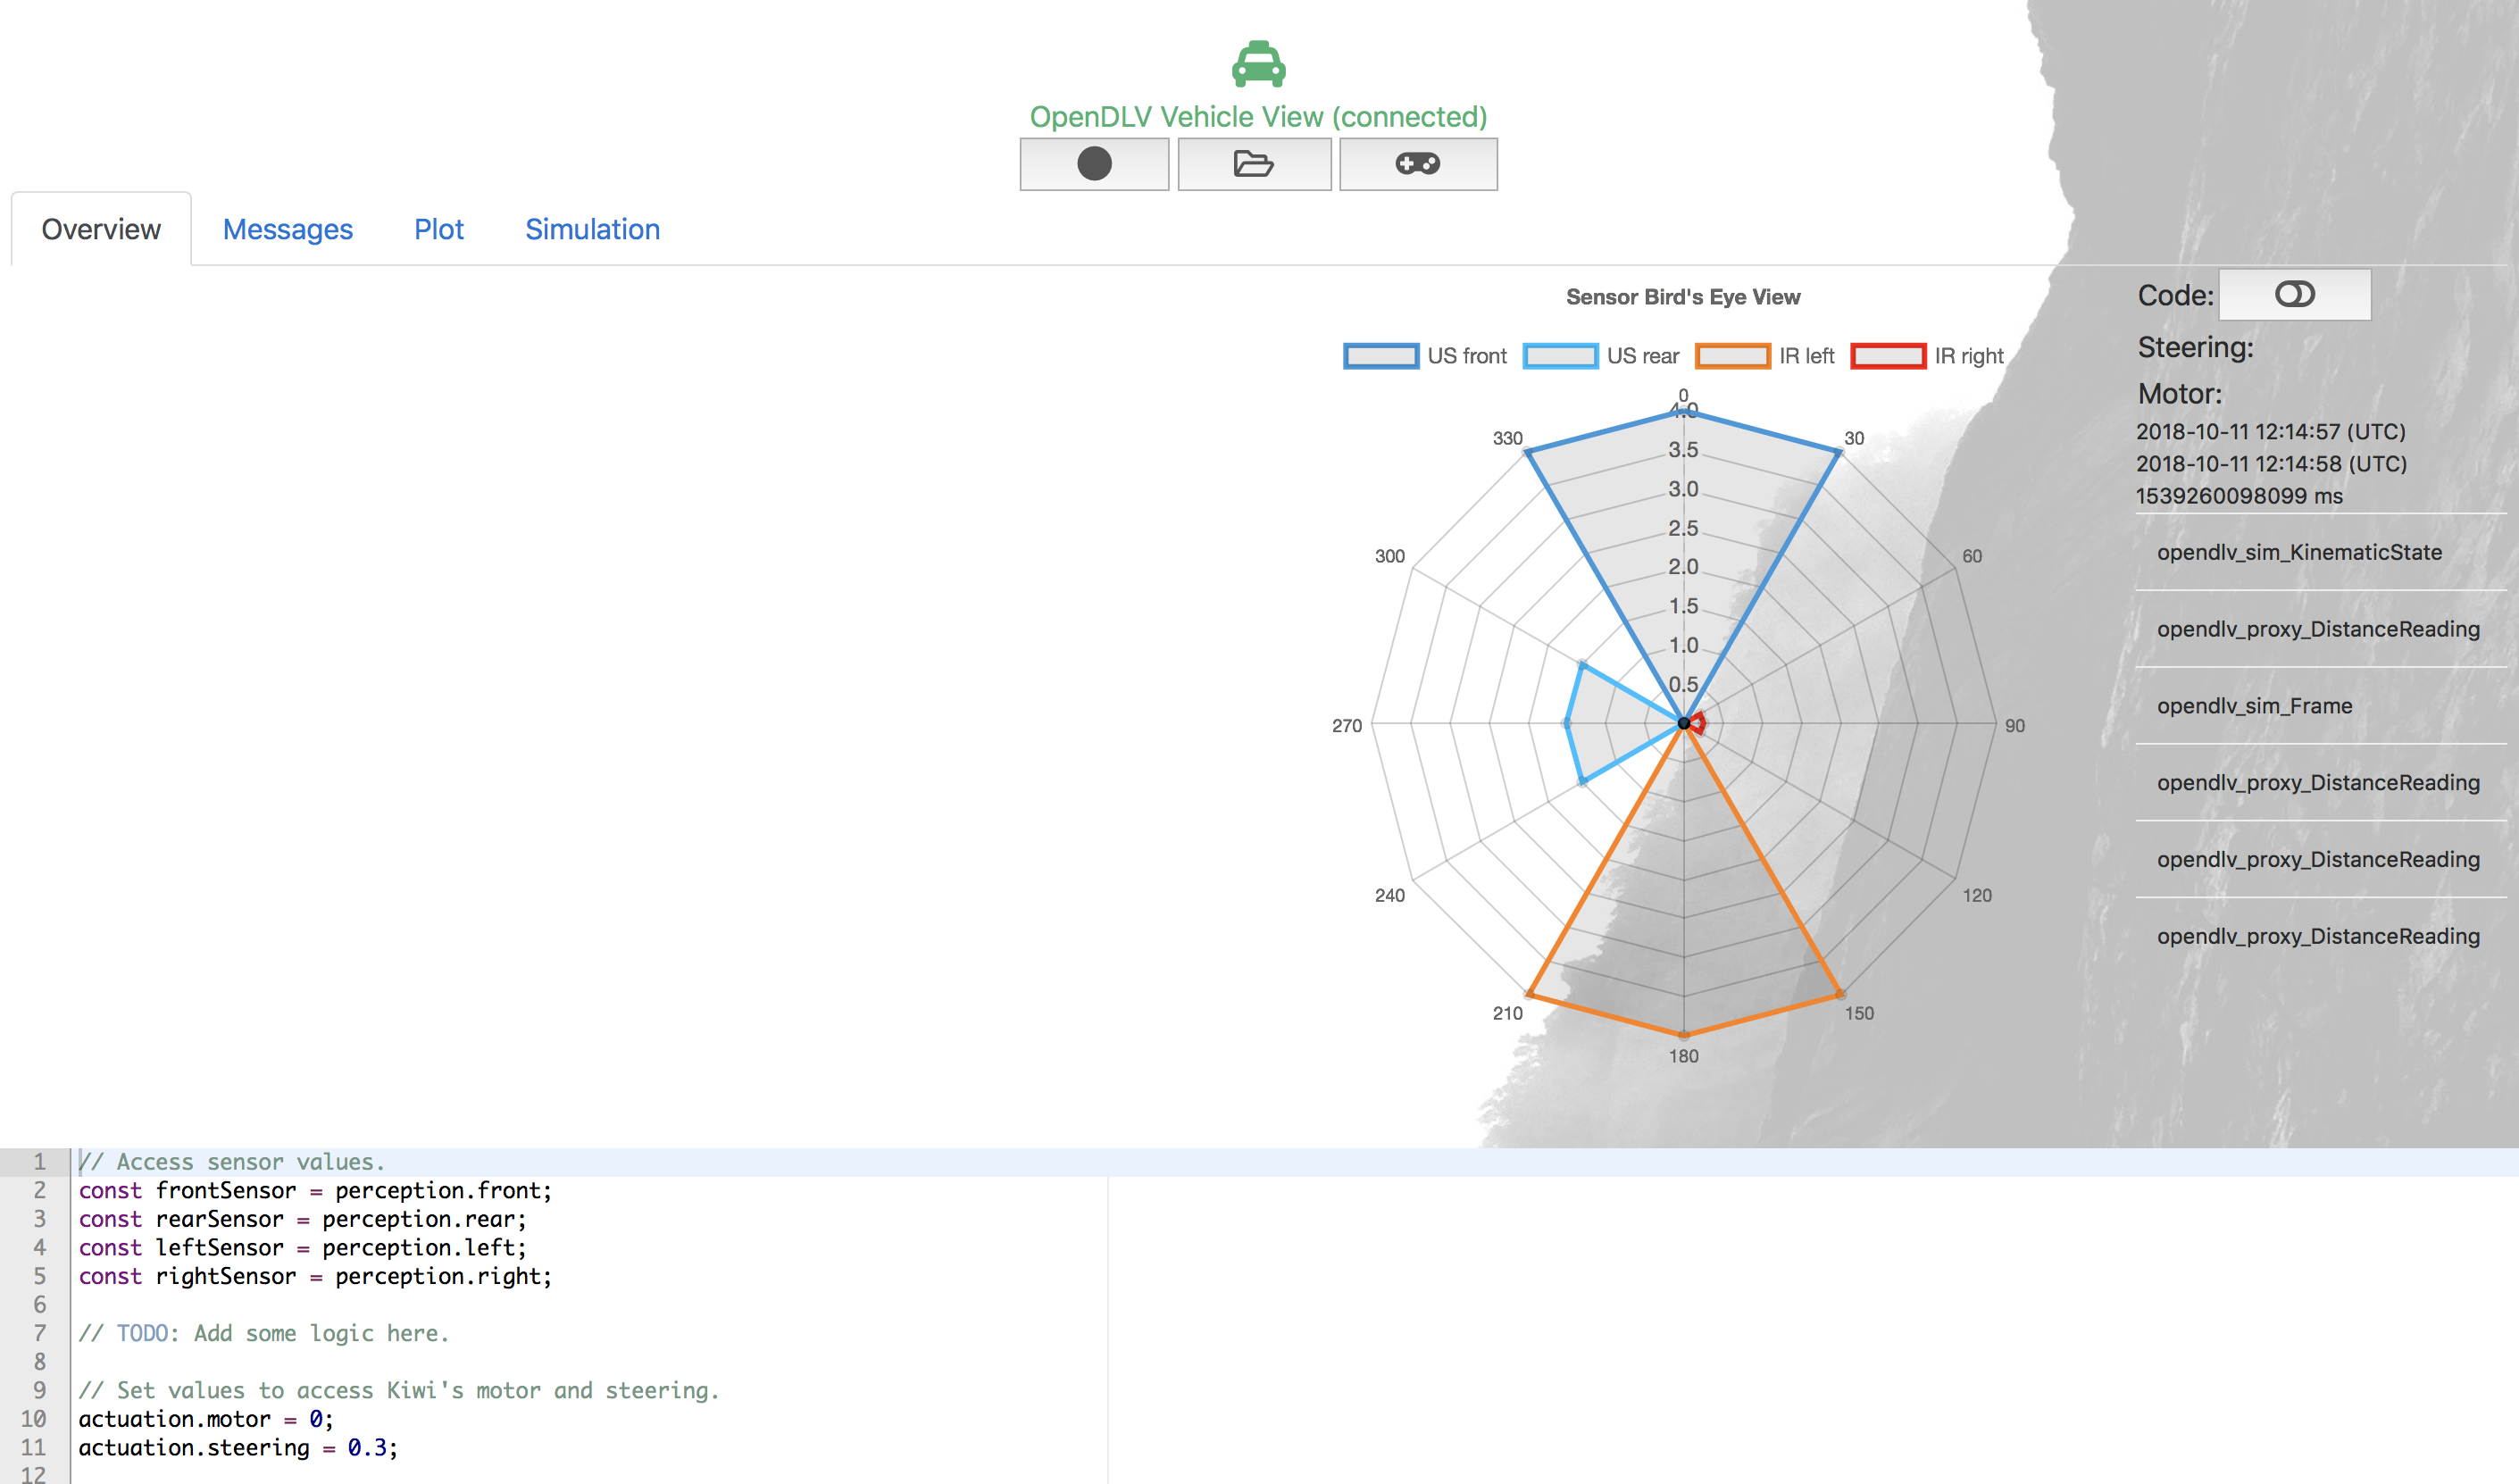 OpenDLV Vehicle View (connected)
Overview Messages Plot Simulation
Sensor Bird's Eye View
US front US rear IR left IR right
0
30
60
90
120
150
180
210
240
270
300
330
4.0
3.5
3.0
2.5
2.0
1.5
1.0
0.5
Code:
Steering:
Motor:
2018-10-11 12:14:57 (UTC)
2018-10-11 12:14:58 (UTC)
1539260098099 ms
opendlv_sim_KinematicState
opendlv_proxy_DistanceReading
opendlv_sim_Frame
opendlv_proxy_DistanceReading
opendlv_proxy_DistanceReading
opendlv_proxy_DistanceReading
1 // Access sensor values.
2 const frontSensor = perception.front;
3 const rearSensor = perception.rear;
4 const leftSensor = perception.left;
5 const rightSensor = perception.right;
6
7 // TODO: Add some logic here.
8
9 // Set values to access Kiwi's motor and steering.
10 actuation.motor = 0;
11 actuation.steering = 0.3;
12